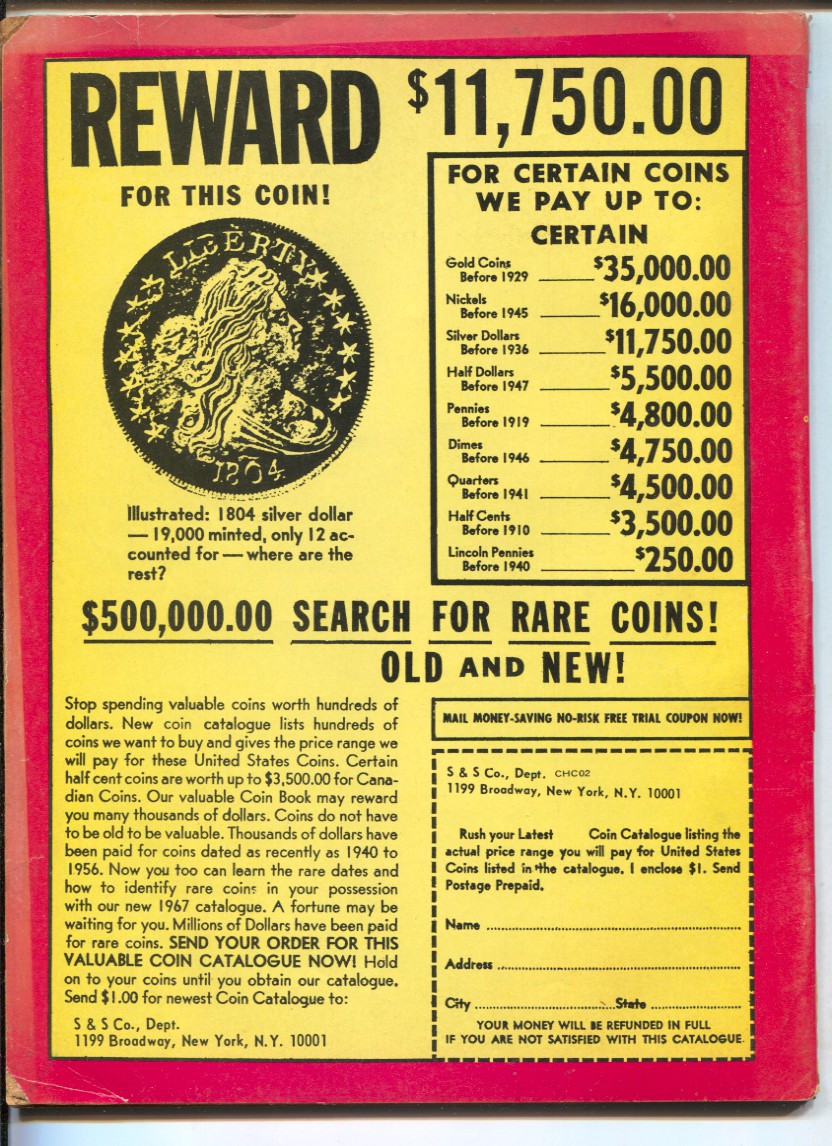 REWARD $11,750.00
FOR THIS COIN!
LIBERTY
1804
Illustrated: 1804 silver dollar
— 19,000 minted, only 12 ac-
counted for — where are the
rest?
FOR CERTAIN COINS
WE PAY UP TO:
CERTAIN
Gold Coins
Before 1929 ______ $35,000.00
Nickels
Before 1945 ______ $16,000.00
Silver Dollars
Before 1936 ______ $11,750.00
Half Dollars
Before 1947 ______ $5,500.00
Pennies
Before 1919 ______ $4,800.00
Dimes
Before 1946 ______ $4,750.00
Quarters
Before 1941 ______ $4,500.00
Half Cents
Before 1910 ______ $3,500.00
Lincoln Pennies
Before 1940 ______ $250.00
$500,000.00 SEARCH FOR RARE COINS!
OLD AND NEW!
Stop spending valuable coins worth hundreds of
dollars. New coin catalogue lists hundreds of
coins we want to buy and gives the price range we
will pay for these United States Coins. Certain
half cent coins are worth up to $3,500.00 for Cana-
dian Coins. Our valuable Coin Book may reward
you many thousands of dollars. Coins do not have
to be old to be valuable. Thousands of dollars have
been paid for coins dated as recently as 1940 to
1956. Now you too can learn the rare dates and
how to identify rare coins in your possession
with our new 1967 catalogue. A fortune may be
waiting for you. Millions of Dollars have been paid
for rare coins. SEND YOUR ORDER FOR THIS
VALUABLE COIN CATALOGUE NOW! Hold
on to your coins until you obtain our catalogue.
Send $1.00 for newest Coin Catalogue to:
S & S Co., Dept.
1199 Broadway, New York, N.Y. 10001
MAIL MONEY-SAVING NO-RISK FREE TRIAL COUPON NOW!
S & S Co., Dept. CHC02
1199 Broadway, New York, N.Y. 10001
Rush your Latest Coin Catalogue listing the
actual price range you will pay for United States
Coins listed in the catalogue. I enclose $1. Send
Postage Prepaid.
Name
Address
City State
YOUR MONEY WILL BE REFUNDED IN FULL
IF YOU ARE NOT SATISFIED WITH THIS CATALOGUE.